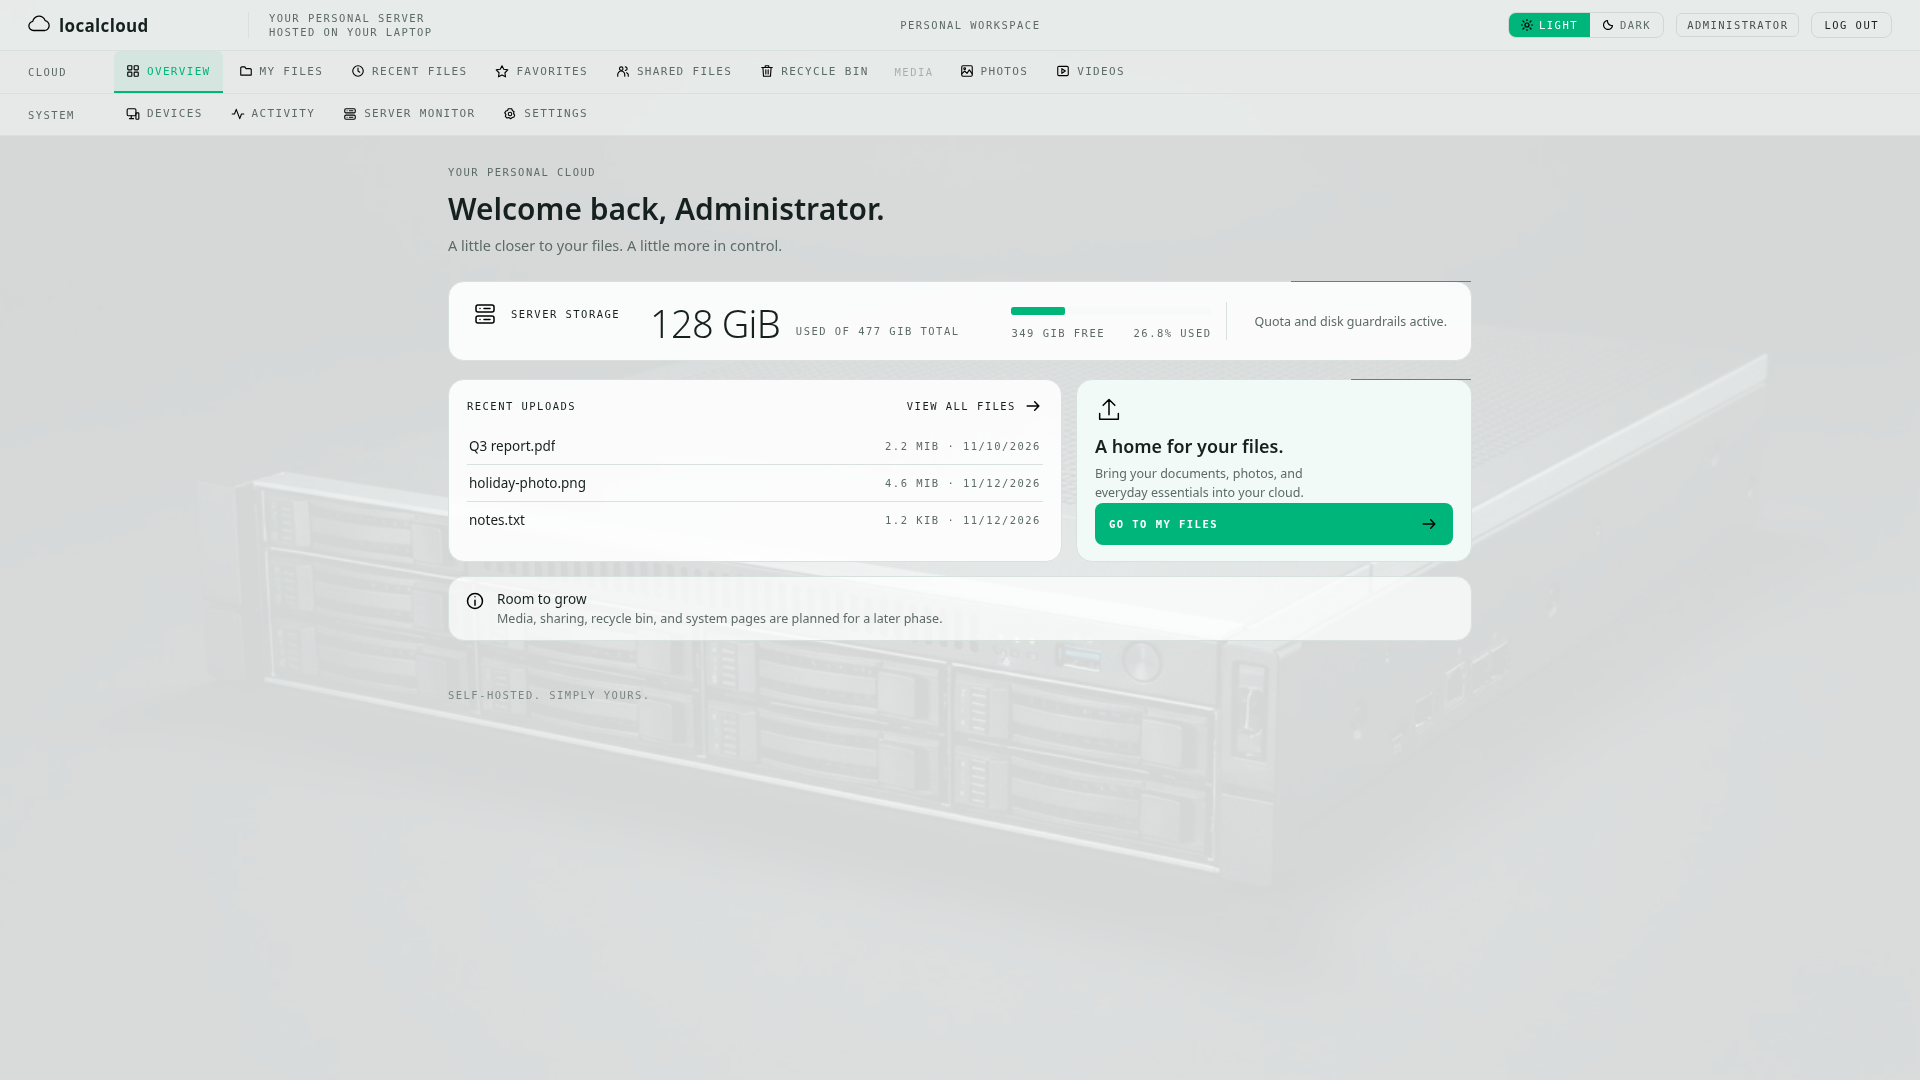 localcloud
YOUR PERSONAL SERVER
HOSTED ON YOUR LAPTOP
PERSONAL WORKSPACE
LIGHT
DARK
ADMINISTRATOR
LOG OUT
CLOUD
OVERVIEW
MY FILES
RECENT FILES
FAVORITES
SHARED FILES
RECYCLE BIN
MEDIA
PHOTOS
VIDEOS
SYSTEM
DEVICES
ACTIVITY
SERVER MONITOR
SETTINGS
YOUR PERSONAL CLOUD
Welcome back, Administrator.
A little closer to your files. A little more in control.
SERVER STORAGE
128 GiB
USED OF 477 GIB TOTAL
349 GIB FREE
26.8% USED
Quota and disk guardrails active.
RECENT UPLOADS
VIEW ALL FILES
Q3 report.pdf
2.2 MIB · 11/10/2026
holiday-photo.png
4.6 MIB · 11/12/2026
notes.txt
1.2 KIB · 11/12/2026
A home for your files.
Bring your documents, photos, and
everyday essentials into your cloud.
GO TO MY FILES
Room to grow
Media, sharing, recycle bin, and system pages are planned for a later phase.
SELF-HOSTED. SIMPLY YOURS.